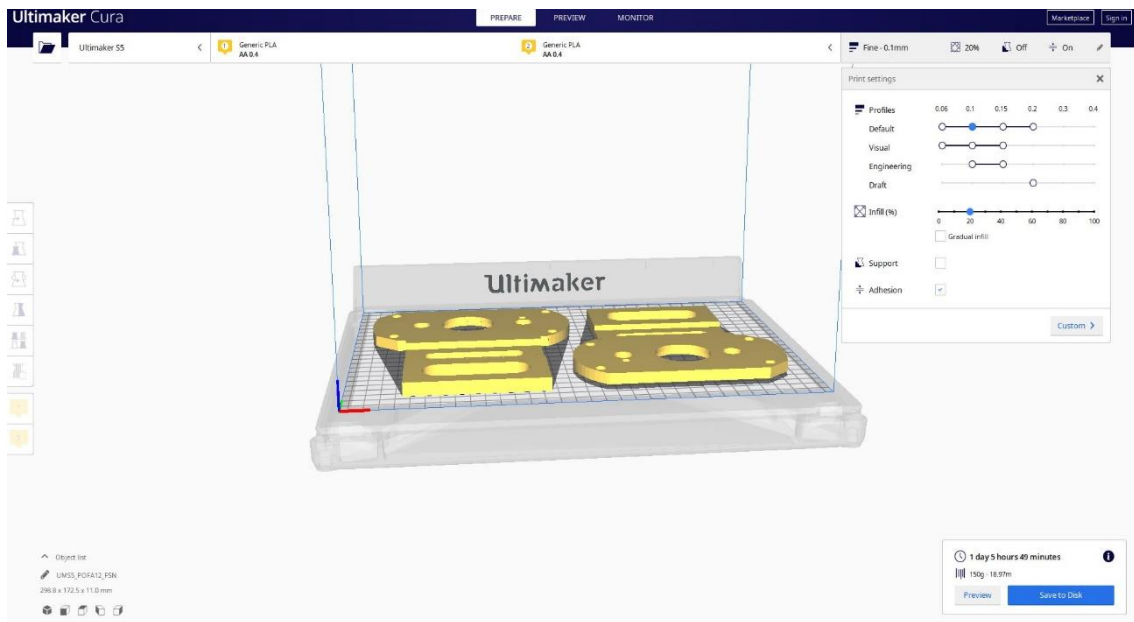 Ultimaker Cura
PREPARE PREVIEW MONITOR
Marketplace Sign in
Ultimaker S5
1 Generic PLA
AA 0.4
2 Generic PLA
AA 0.4
Fine - 0.1mm 20% Off On
Print settings
Profiles 0.06 0.1 0.15 0.2 0.3 0.4
Default
Visual
Engineering
Draft
Infill (%)
0 20 40 60 80 100
Gradual infill
Support
Adhesion
Custom
Ultimaker
Object list
UMS5_POFA12_FSN
298.8 x 172.5 x 11.0 mm
1 day 5 hours 49 minutes
150g · 18.97m
Preview Save to Disk